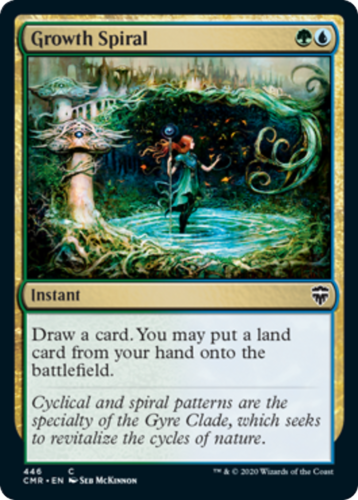 Growth Spiral
Instant
Draw a card. You may put a land
card from your hand onto the
battlefield.
Cyclical and spiral patterns are the
specialty of the Gyre Clade, which seeks
to revitalize the cycles of nature.
446 C
CMR • EN Seb McKinnon
™ & © 2020 Wizards of the Coast